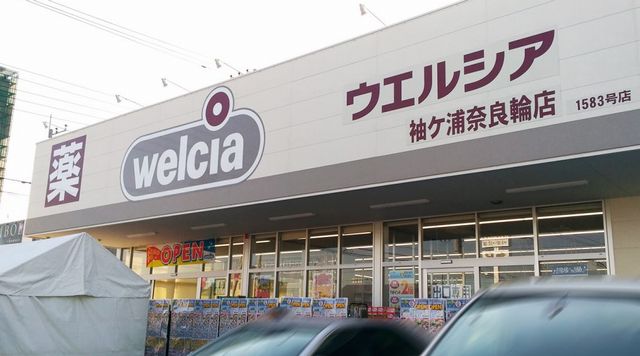 薬
welcia
ウエルシア
袖ケ浦奈良輪店
1583号店
OPEN